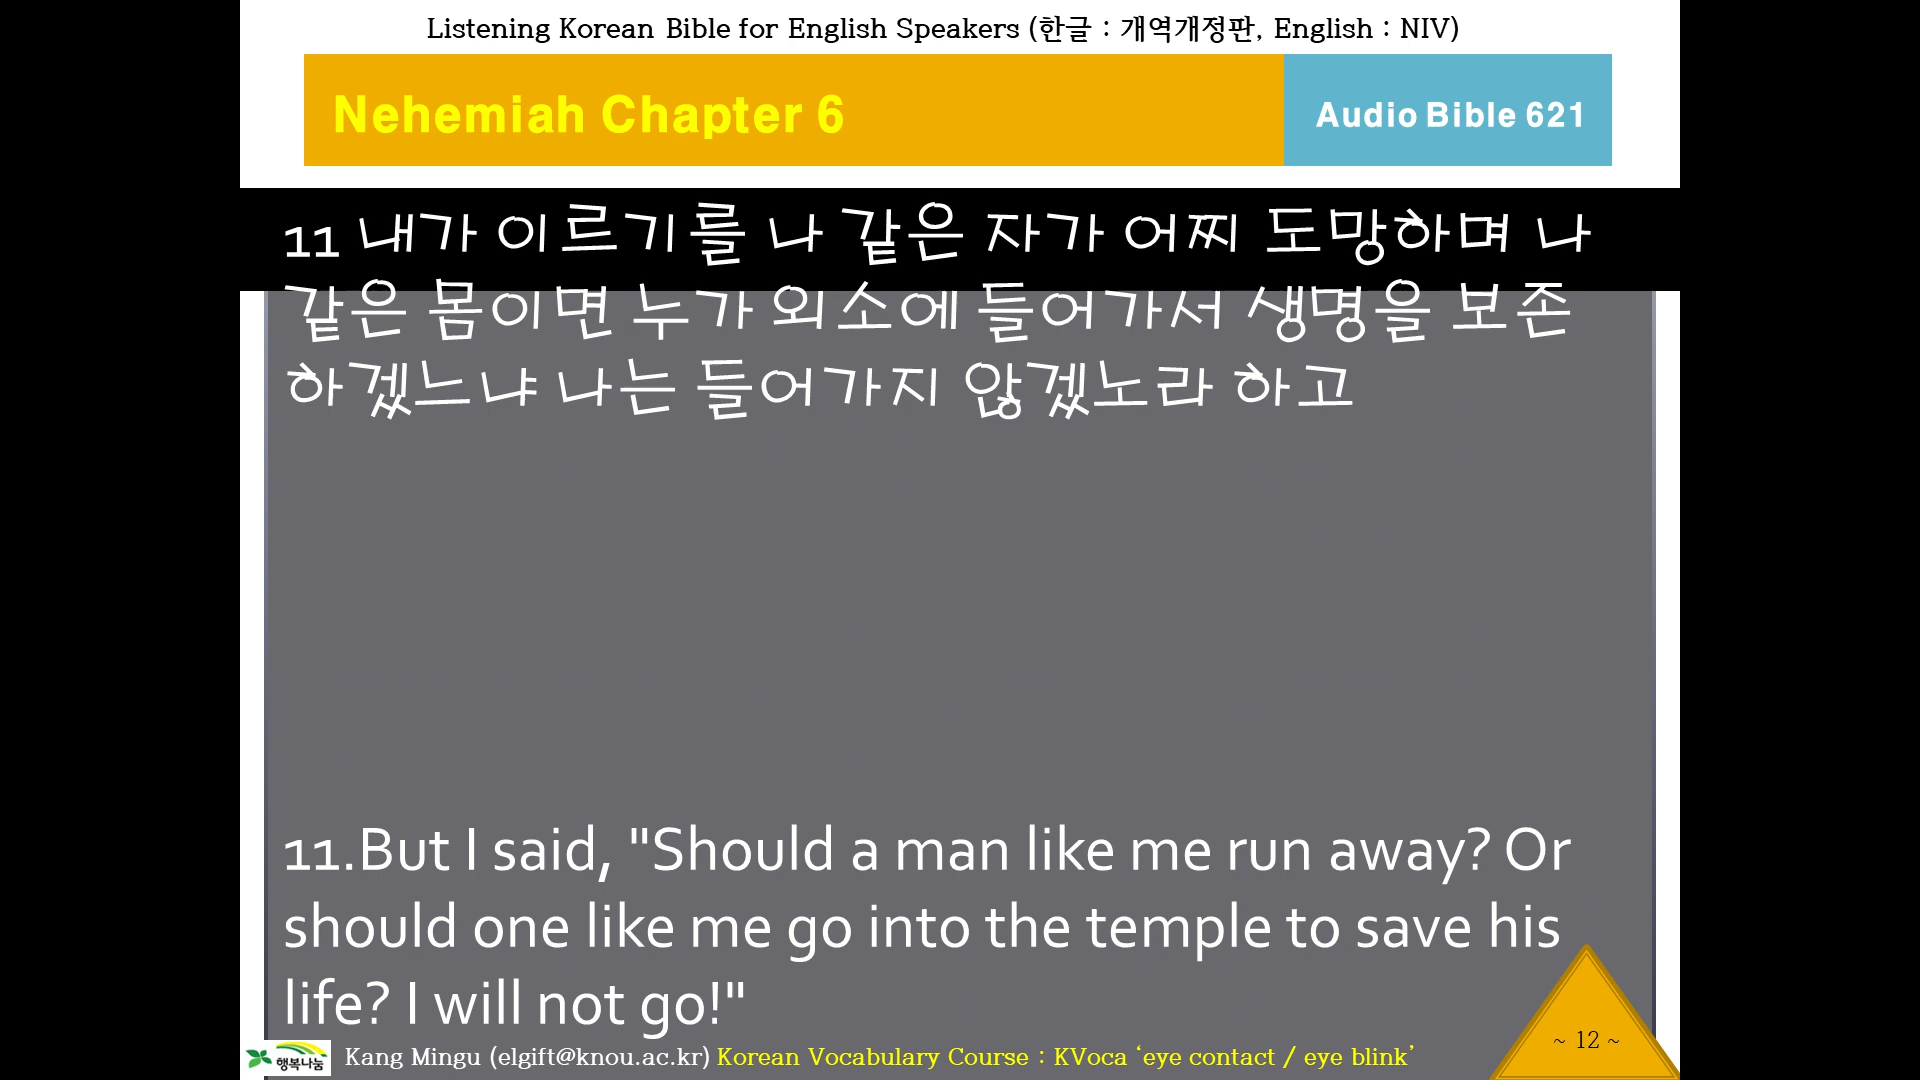 Listening Korean Bible for English Speakers (한글 : 개역개정판, English : NIV)
Nehemiah Chapter 6
Audio Bible 621
11 내가 이르기를 나 같은 자가 어찌 도망하며 나
같은 몸이면 누가 외소에 들어가서 생명을 보존
하겠느냐 나는 들어가지 않겠노라 하고
11.But I said, "Should a man like me run away? Or
should one like me go into the temple to save his
life? I will not go!"
~ 12 ~
행복나눔
Kang Mingu (elgift@knou.ac.kr) Korean Vocabulary Course : KVoca ‘eye contact / eye blink’